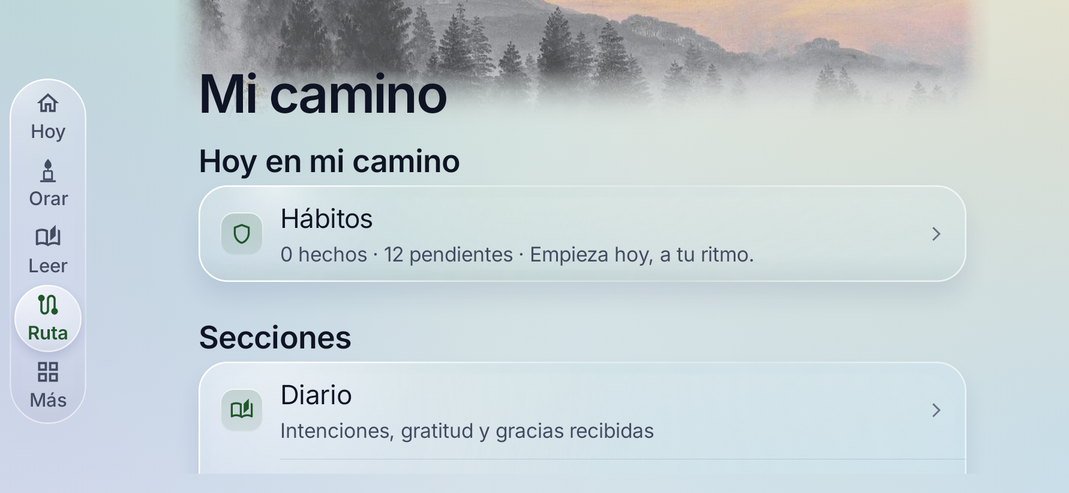 Mi camino
Hoy en mi camino
Hábitos
0 hechos · 12 pendientes · Empieza hoy, a tu ritmo.
Secciones
Diario
Intenciones, gratitud y gracias recibidas
Hoy
Orar
Leer
Ruta
Más